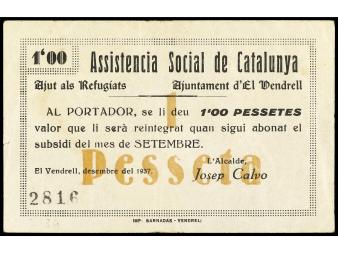 1'00 Assistencia Social de Catalunya
Ajut als Refugiats Ajuntament d'El Vendrell
AL PORTADOR, se li deu 1'00 PESSETES
valor que li serà reintegrat quan sigui abonat el
subsidi del mes de SETEMBRE.
1
Pesseta
L'Alcalde,
El Vendrell, desembre del 1937. Josep Calvo
2816
IMP. BARNADAS - VENDRELL